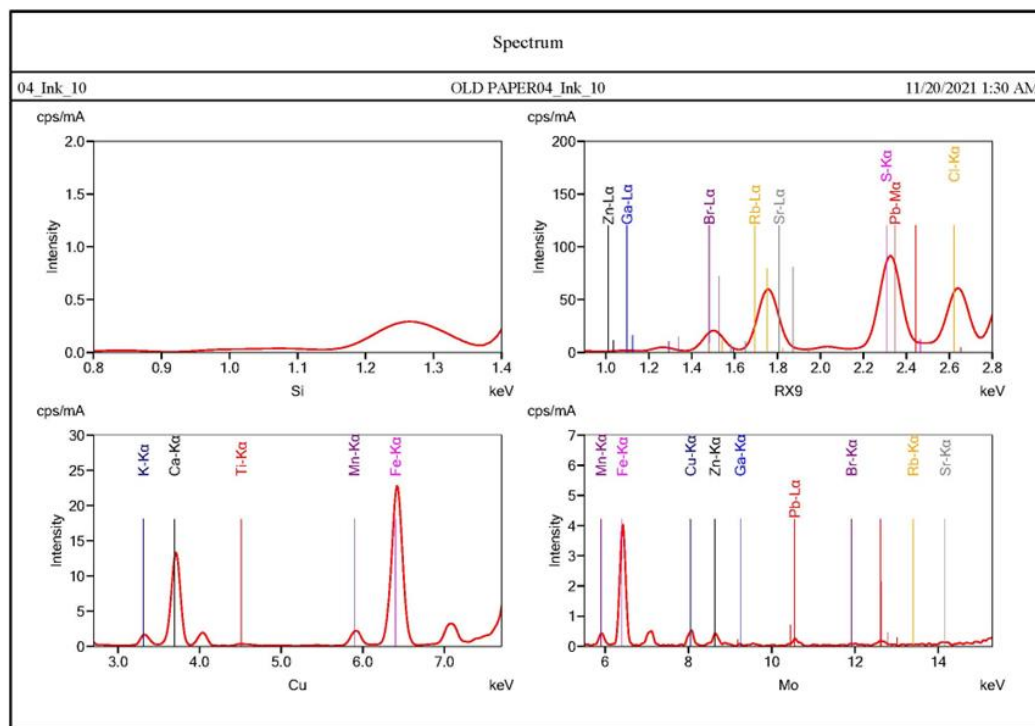 Spectrum
04_Ink_10 OLD PAPER04_Ink_10 11/20/2021 1:30 AM
cps/mA
Intensity
2.0
1.5
1.0
0.5
0.0
0.8 0.9 1.0 1.1 1.2 1.3 1.4
Si keV
cps/mA
Intensity
200
150
100
50
0
Zn-Lα Ga-Lα Br-Lα Rb-Lα Sr-Lα S-Kα Pb-Mα Cl-Kα
1.0 1.2 1.4 1.6 1.8 2.0 2.2 2.4 2.6 2.8
RX9 keV
cps/mA
Intensity
30
25
20
15
10
5
0
K-Kα Ca-Kα Ti-Kα Mn-Kα Fe-Kα
3.0 4.0 5.0 6.0 7.0
Cu keV
cps/mA
Intensity
7
6
5
4
3
2
1
0
Mn-Kα Fe-Kα Cu-Kα Zn-Kα Ga-Kα Pb-Lα Br-Kα Rb-Kα Sr-Kα
6 8 10 12 14
Mo keV